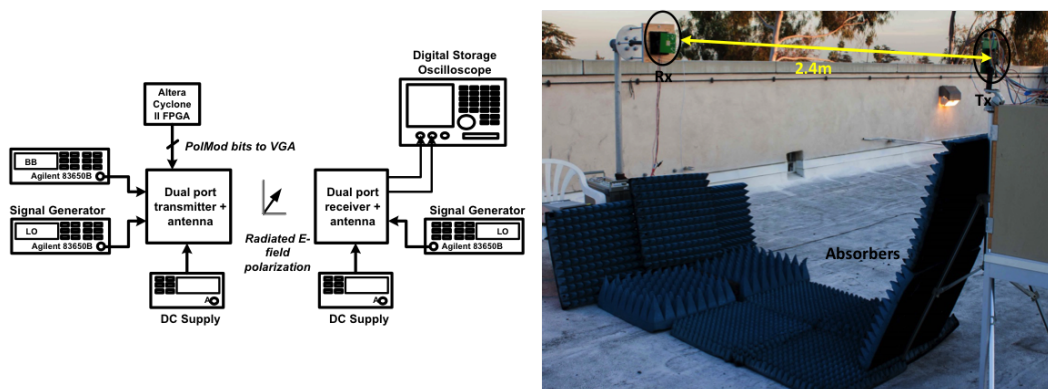 Altera
Cyclone
II FPGA
PolMod bits to VGA
BB
Agilent 83650B
Signal Generator
LO
Agilent 83650B
Dual port
transmitter +
antenna
A
DC Supply
Radiated E-
field
polarization
Digital Storage
Oscilloscope
Dual port
receiver +
antenna
Signal Generator
LO
Agilent 83650B
A
DC Supply
Rx
2.4m
Tx
Absorbers